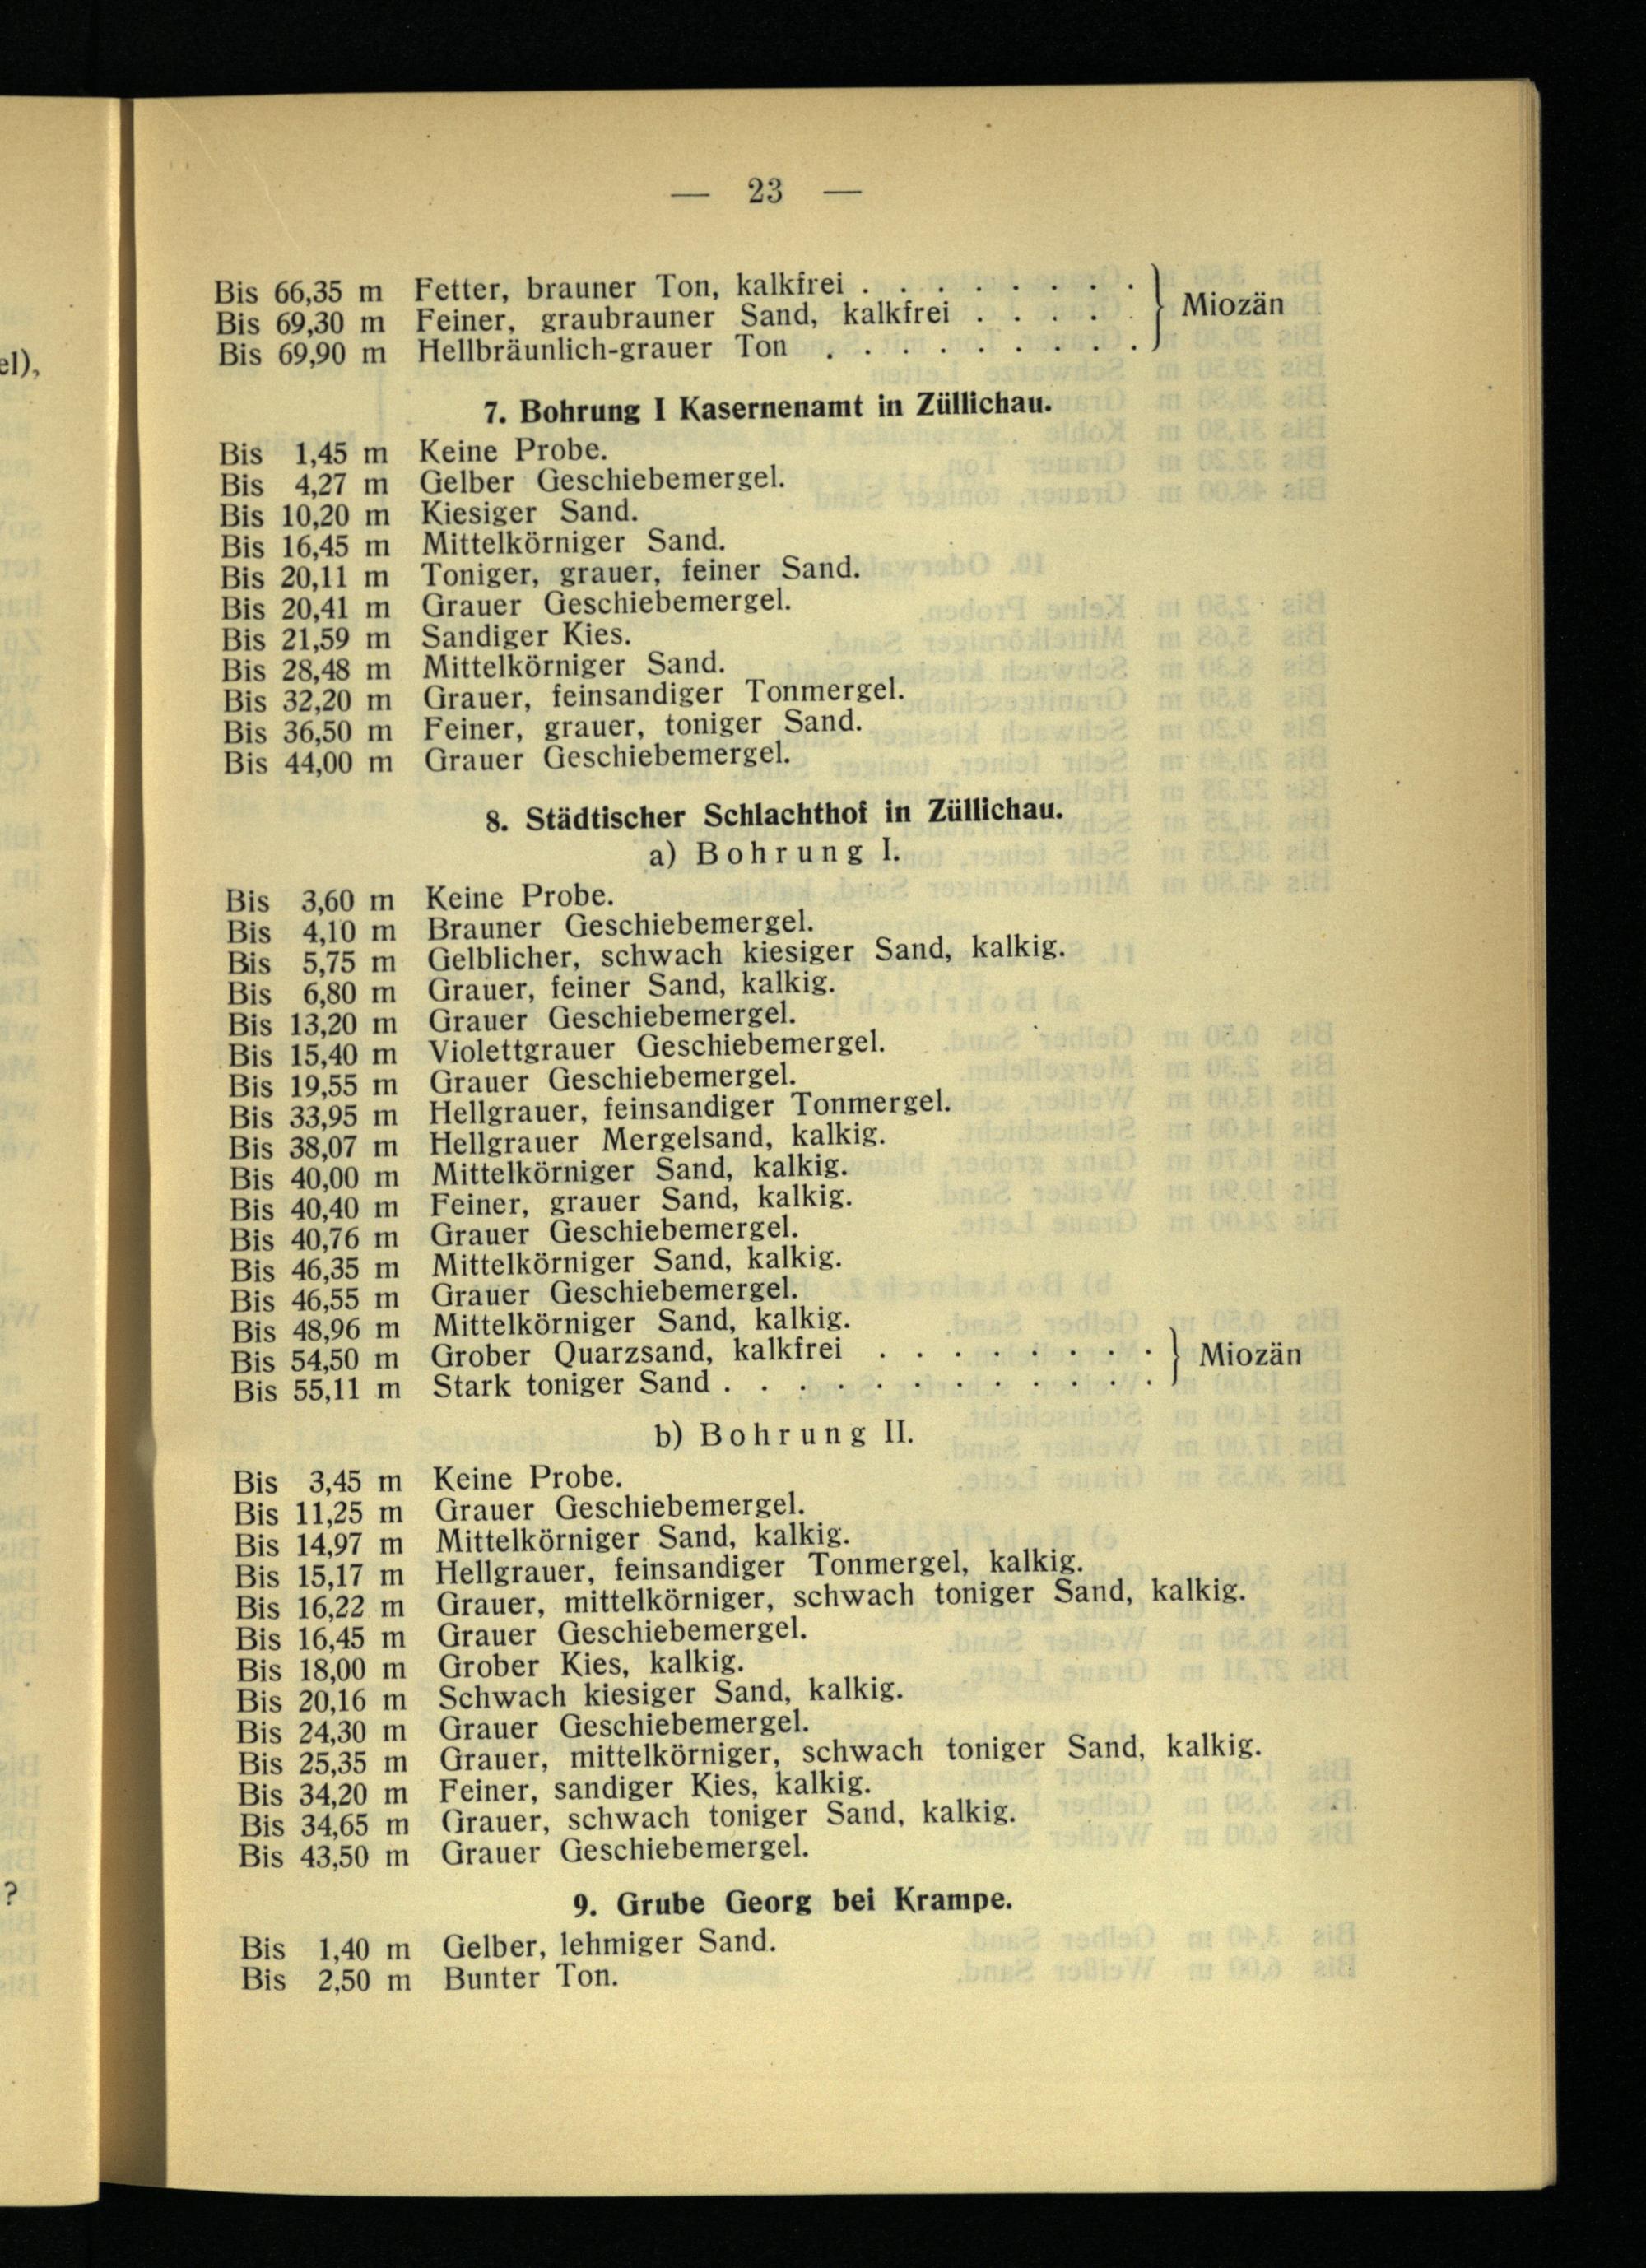 — 23 —
Bis 66,35 m Fetter, brauner Ton, kalkfrei . . . . . . . .
Bis 69,30 m Feiner, graubrauner Sand, kalkfrei . . . . . } Miozän
Bis 69,90 m Hellbräunlich-grauer Ton . . . . . . . . .
7. Bohrung I Kasernenamt in Züllichau.
Bis 1,45 m Keine Probe.
Bis 4,27 m Gelber Geschiebemergel.
Bis 10,20 m Kiesiger Sand.
Bis 16,45 m Mittelkörniger Sand.
Bis 20,11 m Toniger, grauer, feiner Sand.
Bis 20,41 m Grauer Geschiebemergel.
Bis 21,59 m Sandiger Kies.
Bis 28,48 m Mittelkörniger Sand.
Bis 32,20 m Grauer, feinsandiger Tonmergel.
Bis 36,50 m Feiner, grauer, toniger Sand.
Bis 44,00 m Grauer Geschiebemergel.
8. Städtischer Schlachthof in Züllichau.
a) Bohrung I.
Bis 3,60 m Keine Probe.
Bis 4,10 m Brauner Geschiebemergel.
Bis 5,75 m Gelblicher, schwach kiesiger Sand, kalkig.
Bis 6,80 m Grauer, feiner Sand, kalkig.
Bis 13,20 m Grauer Geschiebemergel.
Bis 15,40 m Violettgrauer Geschiebemergel.
Bis 19,55 m Grauer Geschiebemergel.
Bis 33,95 m Hellgrauer, feinsandiger Tonmergel.
Bis 38,07 m Hellgrauer Mergelsand, kalkig.
Bis 40,00 m Mittelkörniger Sand, kalkig.
Bis 40,40 m Feiner, grauer Sand, kalkig.
Bis 40,76 m Grauer Geschiebemergel.
Bis 46,35 m Mittelkörniger Sand, kalkig.
Bis 46,55 m Grauer Geschiebemergel.
Bis 48,96 m Mittelkörniger Sand, kalkig.
Bis 54,50 m Grober Quarzsand, kalkfrei . . . . . . . . } Miozän
Bis 55,11 m Stark toniger Sand . . . . . . . . . . . .
b) Bohrung II.
Bis 3,45 m Keine Probe.
Bis 11,25 m Grauer Geschiebemergel.
Bis 14,97 m Mittelkörniger Sand, kalkig.
Bis 15,17 m Hellgrauer, feinsandiger Tonmergel, kalkig.
Bis 16,22 m Grauer, mittelkörniger, schwach toniger Sand, kalkig.
Bis 16,45 m Grauer Geschiebemergel.
Bis 18,00 m Grober Kies, kalkig.
Bis 20,16 m Schwach kiesiger Sand, kalkig.
Bis 24,30 m Grauer Geschiebemergel.
Bis 25,35 m Grauer, mittelkörniger, schwach toniger Sand, kalkig.
Bis 34,20 m Feiner, sandiger Kies, kalkig.
Bis 34,65 m Grauer, schwach toniger Sand, kalkig.
Bis 43,50 m Grauer Geschiebemergel.
9. Grube Georg bei Krampe.
Bis 1,40 m Gelber, lehmiger Sand.
Bis 2,50 m Bunter Ton.